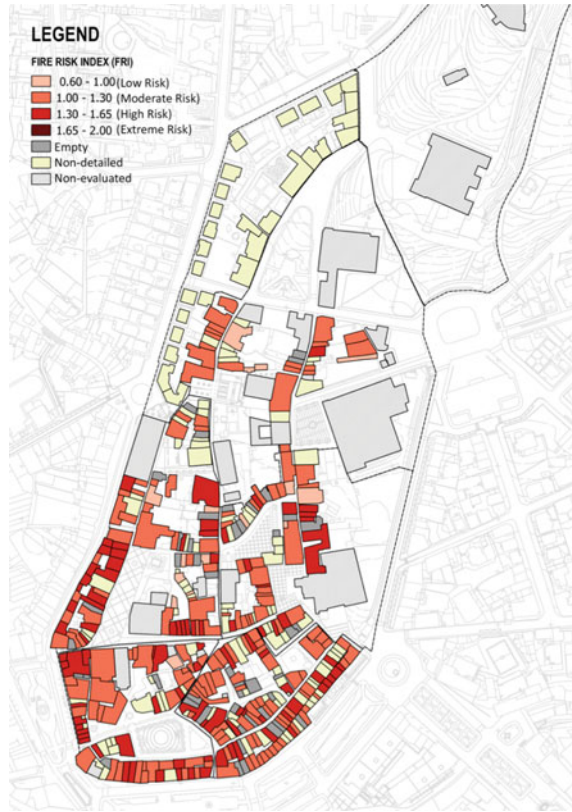 LEGEND
FIRE RISK INDEX (FRI)
0.60 - 1.00 (Low Risk)
1.00 - 1.30 (Moderate Risk)
1.30 - 1.65 (High Risk)
1.65 - 2.00 (Extreme Risk)
Empty
Non-detailed
Non-evaluated